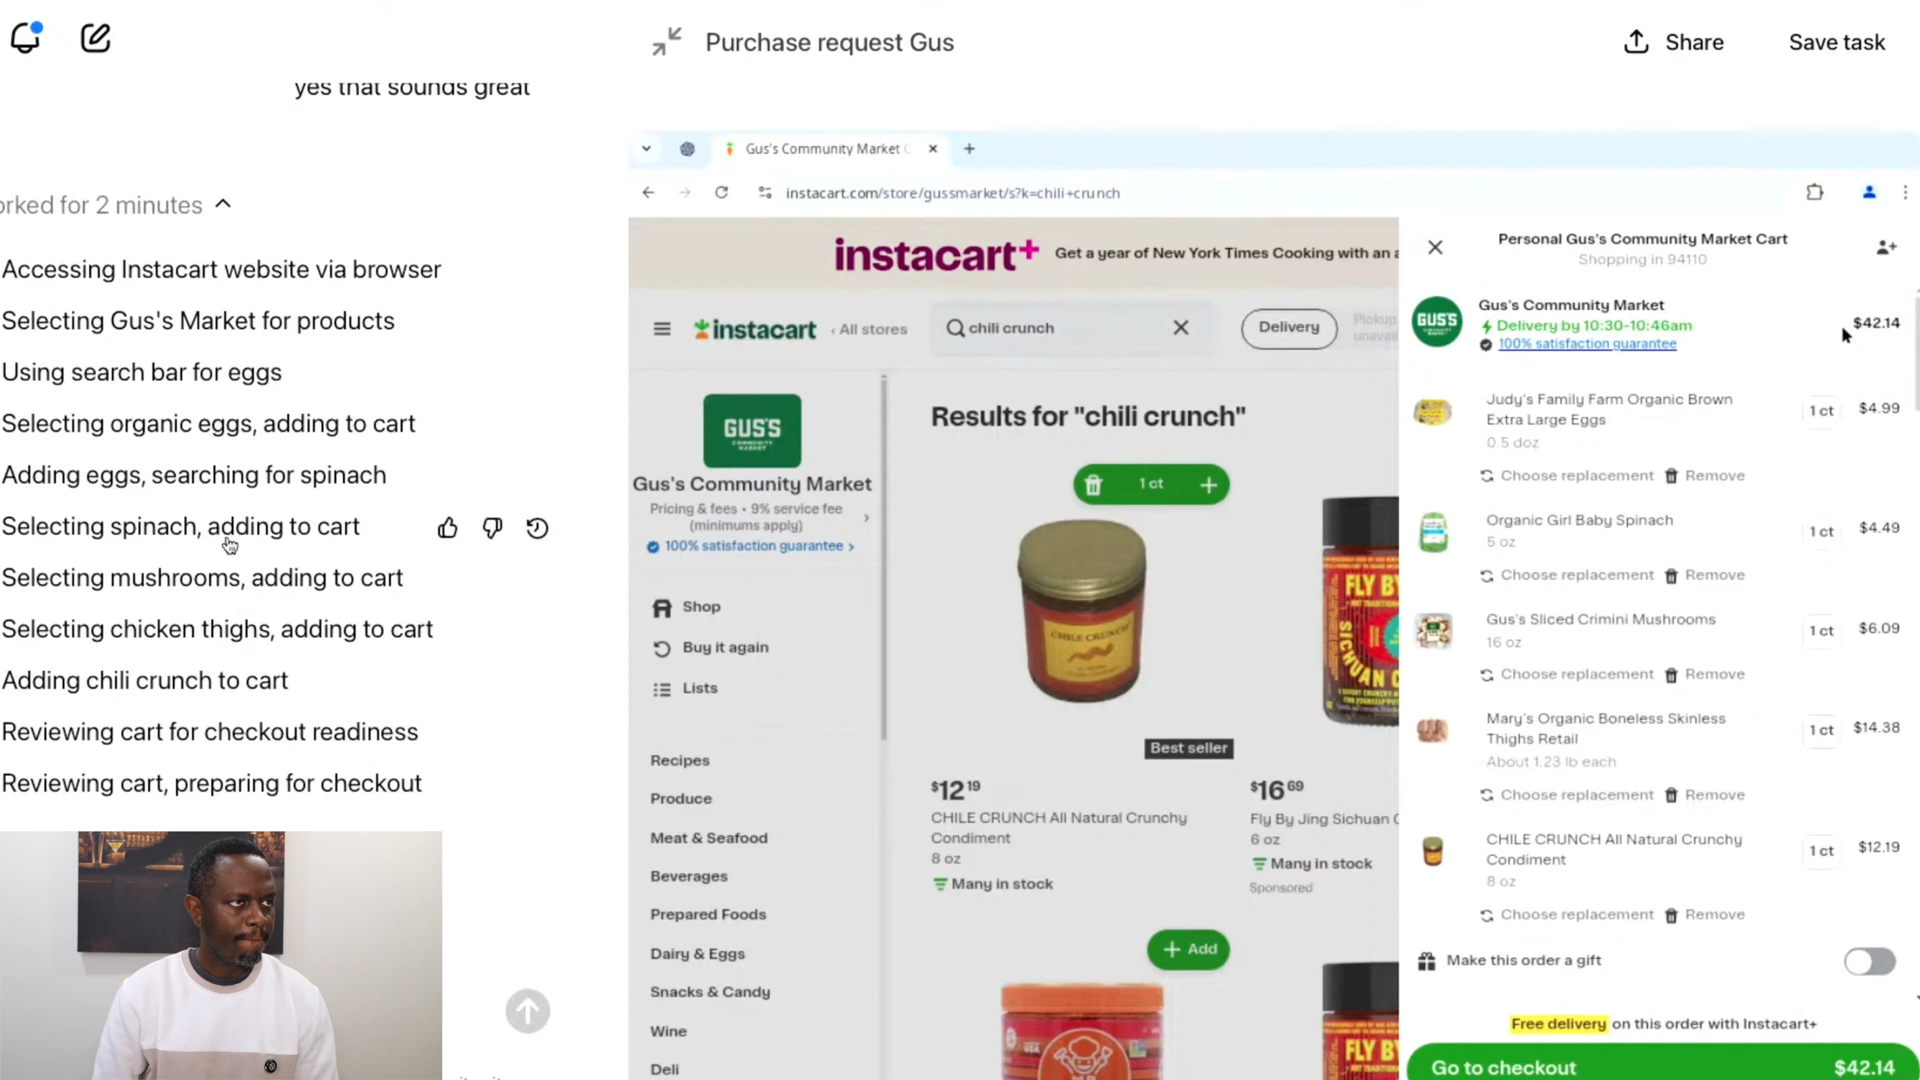 Purchase request Gus
Share
Save task
yes that sounds great
orked for 2 minutes
Accessing Instacart website via browser
Selecting Gus's Market for products
Using search bar for eggs
Selecting organic eggs, adding to cart
Adding eggs, searching for spinach
Selecting spinach, adding to cart
Selecting mushrooms, adding to cart
Selecting chicken thighs, adding to cart
Adding chili crunch to cart
Reviewing cart for checkout readiness
Reviewing cart, preparing for checkout
Gus's Community Market C
instacart.com/store/gussmarket/s?k=chili+crunch
instacart+ Get a year of New York Times Cooking with an a
instacart
All stores
chili crunch
Delivery
Pickup
unavai
GUS'S
COMMUNITY
MARKET
Gus's Community Market
Pricing & fees • 9% service fee
(minimums apply)
100% satisfaction guarantee
Shop
Buy it again
Lists
Recipes
Produce
Meat & Seafood
Beverages
Prepared Foods
Dairy & Eggs
Snacks & Candy
Wine
Deli
Results for "chili crunch"
1 ct
CHILE CRUNCH
Best seller
$12 19
CHILE CRUNCH All Natural Crunchy
Condiment
8 oz
Many in stock
FLY BY
SICHUAN C
$16 69
Fly By Jing Sichuan C
6 oz
Many in stock
Sponsored
Add
FLY BY
Personal Gus's Community Market Cart
Shopping in 94110
GUS'S
Gus's Community Market
Delivery by 10:30-10:46am
100% satisfaction guarantee
$42.14
Judy's Family Farm Organic Brown
Extra Large Eggs
0.5 doz
1 ct
$4.99
Choose replacement Remove
Organic Girl Baby Spinach
5 oz
1 ct
$4.49
Choose replacement Remove
Gus's Sliced Crimini Mushrooms
16 oz
1 ct
$6.09
Choose replacement Remove
Mary's Organic Boneless Skinless
Thighs Retail
About 1.23 lb each
1 ct
$14.38
Choose replacement Remove
CHILE CRUNCH All Natural Crunchy
Condiment
8 oz
1 ct
$12.19
Choose replacement Remove
Make this order a gift
Free delivery on this order with Instacart+
Go to checkout $42.14